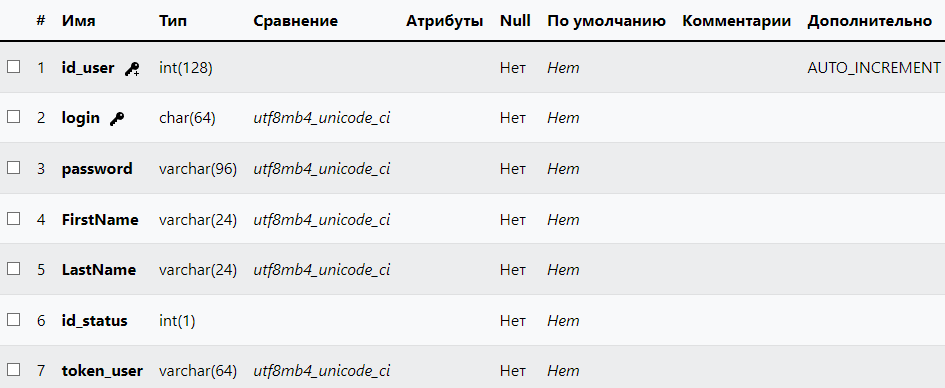 # Имя Тип Сравнение Атрибуты Null По умолчанию Комментарии Дополнительно
1 id_user int(128) Нет Нет AUTO_INCREMENT
2 login char(64) utf8mb4_unicode_ci Нет Нет
3 password varchar(96) utf8mb4_unicode_ci Нет Нет
4 FirstName varchar(24) utf8mb4_unicode_ci Нет Нет
5 LastName varchar(24) utf8mb4_unicode_ci Нет Нет
6 id_status int(1) Нет Нет
7 token_user varchar(64) utf8mb4_unicode_ci Нет Нет